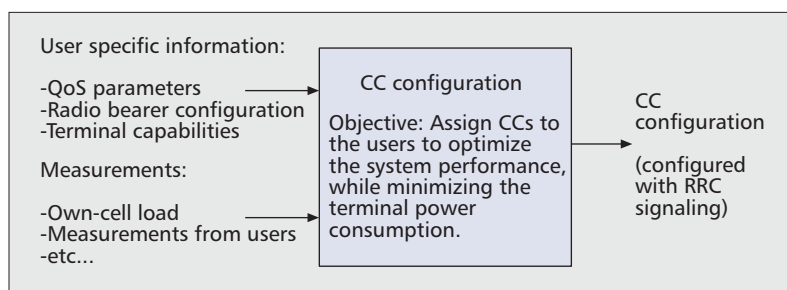 User specific information:
-QoS parameters
-Radio bearer configuration
-Terminal capabilities
Measurements:
-Own-cell load
-Measurements from users
-etc...
CC configuration
Objective: Assign CCs to
the users to optimize
the system performance,
while minimizing the
terminal power
consumption.
CC
configuration
(configured
with RRC
signaling)